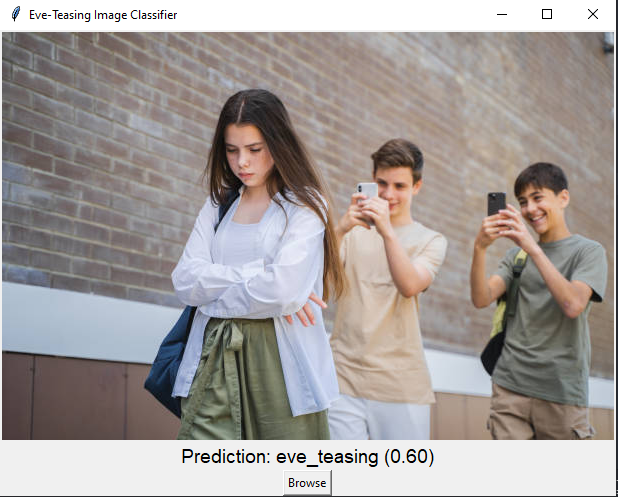 Eve-Teasing Image Classifier
Prediction: eve_teasing (0.60)
Browse